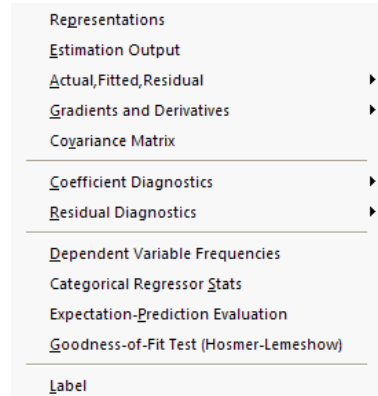 Representations
Estimation Output
Actual,Fitted,Residual
Gradients and Derivatives
Covariance Matrix
Coefficient Diagnostics
Residual Diagnostics
Dependent Variable Frequencies
Categorical Regressor Stats
Expectation-Prediction Evaluation
Goodness-of-Fit Test (Hosmer-Lemeshow)
Label